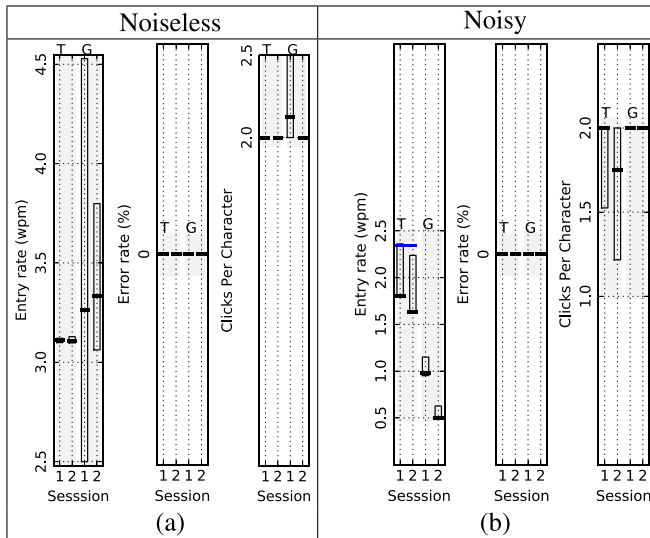 Noiseless
Noisy
T G
4.5
4.0
3.5
3.0
2.5
Entry rate (wpm)
1 2 1 2
Sesssion
T G
0
Error rate (%)
1 2 1 2
Session
T G
2.5
2.0
Clicks Per Character
1 2 1 2
Session
(a)
T G
2.5
2.0
1.5
1.0
0.5
Entry rate (wpm)
1 2 1 2
Sesssion
T G
0
Error rate (%)
1 2 1 2
Session
T G
2.0
1.5
1.0
Clicks Per Character
1 2 1 2
Session
(b)